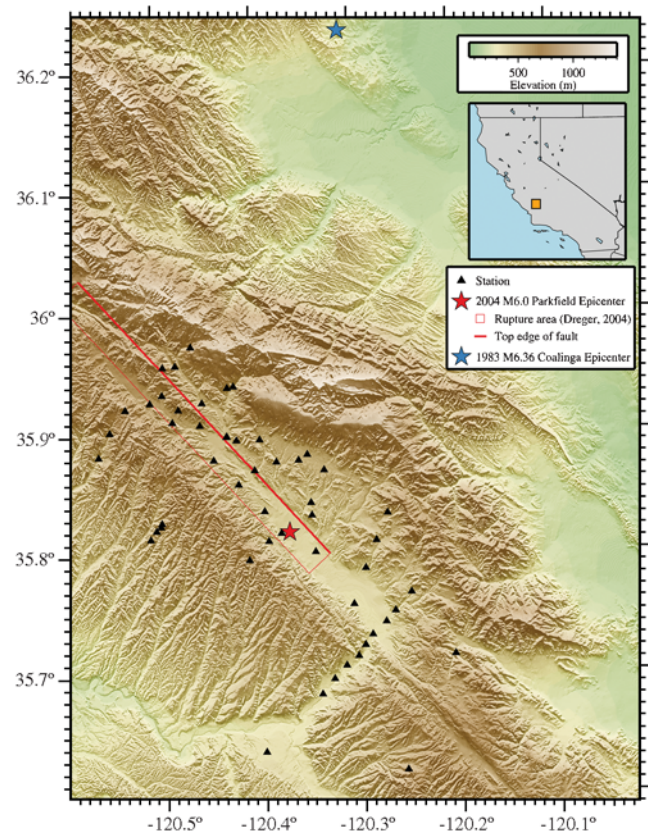 36.2°
500
1000
Elevation (m)
36.1°
Station
2004 M6.0 Parkfield Epicenter
36°
Rupture area (Dreger, 2004)
Top edge of fault
1983 M6.36 Coalinga Epicenter
35.9°
35.8°
35.7°
-120.5°
-120.4°
-120.3°
-120.2°
-120.1°